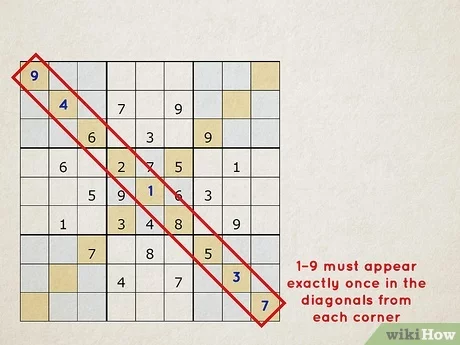 9
4 7 9
6 3 9
6 2 7 5 1
5 9 1 6 3
1 3 4 8 9
7 8 5
4 7 3
7
1-9 must appear
exactly once in the
diagonals from
each corner
wikiHow